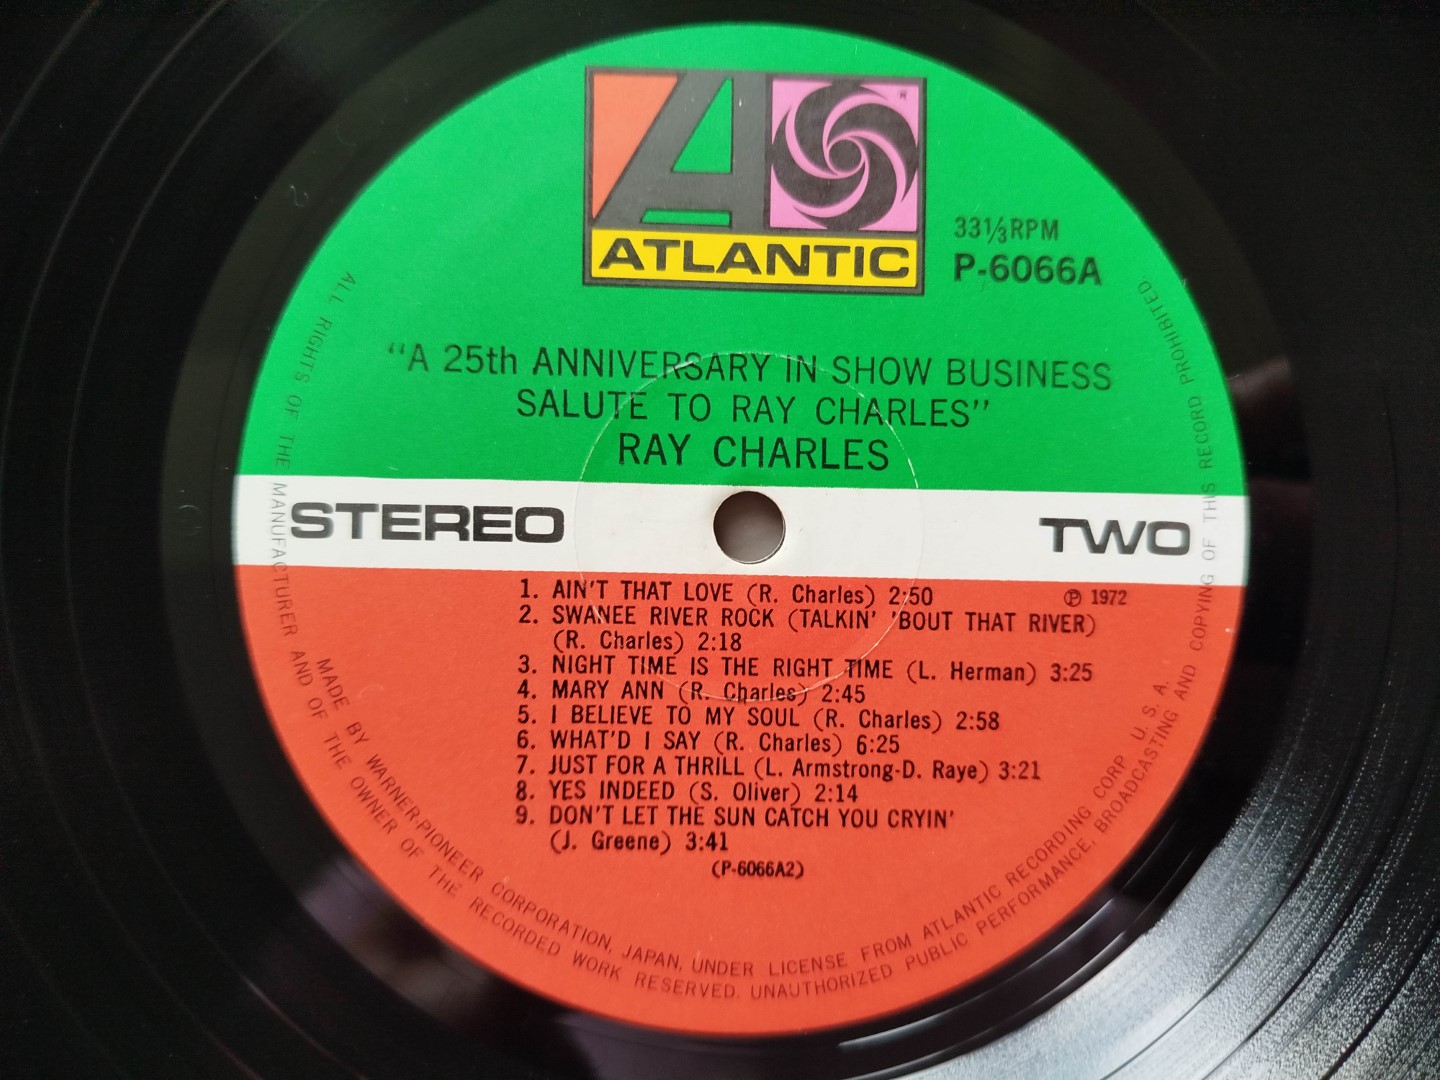 ATLANTIC
®
33⅓RPM
P-6066A
"A 25th ANNIVERSARY IN SHOW BUSINESS
SALUTE TO RAY CHARLES"
RAY CHARLES
STEREO
TWO
1. AIN'T THAT LOVE (R. Charles) 2:50
℗ 1972
2. SWANEE RIVER ROCK (TALKIN' 'BOUT THAT RIVER)
(R. Charles) 2:18
3. NIGHT TIME IS THE RIGHT TIME (L. Herman) 3:25
4. MARY ANN (R. Charles) 2:45
5. I BELIEVE TO MY SOUL (R. Charles) 2:58
6. WHAT'D I SAY (R. Charles) 6:25
7. JUST FOR A THRILL (L. Armstrong-D. Raye) 3:21
8. YES INDEED (S. Oliver) 2:14
9. DON'T LET THE SUN CATCH YOU CRYIN'
(J. Greene) 3:41
(P-6066A2)
MADE BY WARNER-PIONEER CORPORATION, JAPAN, UNDER LICENSE FROM ATLANTIC RECORDING CORP. U.S.A.
ALL RIGHTS OF THE MANUFACTURER AND OF THE OWNER OF THE RECORDED WORK RESERVED. UNAUTHORIZED PUBLIC PERFORMANCE, BROADCASTING AND COPYING OF THIS RECORD PROHIBITED.